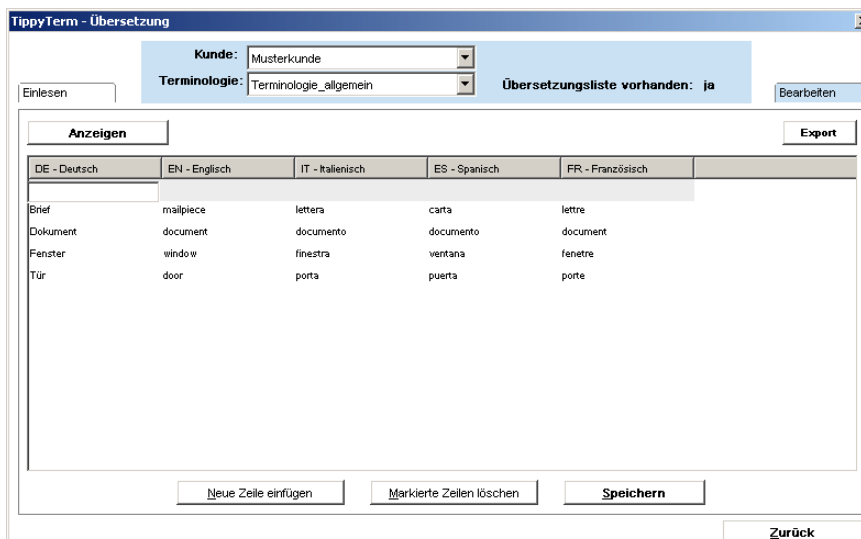 TippyTerm - Übersetzung
Kunde: Musterkunde
Terminologie: Terminologie_allgemein Übersetzungsliste vorhanden: ja
Einlesen Bearbeiten
Anzeigen Export
DE - Deutsch EN - Englisch IT - Italienisch ES - Spanisch FR - Französisch
Brief mailpiece lettera carta lettre
Dokument document documento documento document
Fenster window finestra ventana fenetre
Tür door porta puerta porte
Neue Zeile einfügen Markierte Zeilen löschen Speichern
Zurück